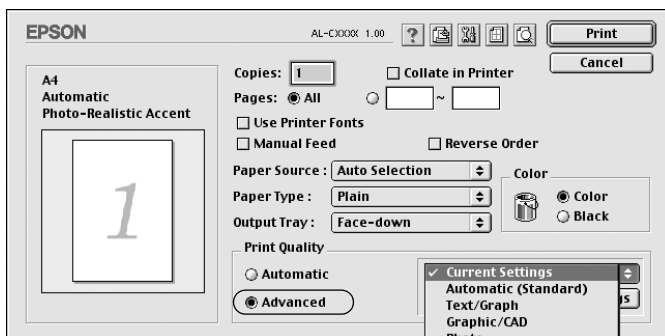 EPSON AL-CXXXX 1.00 ? Print
Cancel
A4
Automatic
Photo-Realistic Accent
1
Copies: 1 Collate in Printer
Pages: All ~
Use Printer Fonts
Manual Feed Reverse Order
Paper Source : Auto Selection
Paper Type : Plain
Output Tray : Face-down
Color
Color
Black
Print Quality
Automatic
Advanced
✓ Current Settings
Automatic (Standard)
Text/Graph
Graphic/CAD